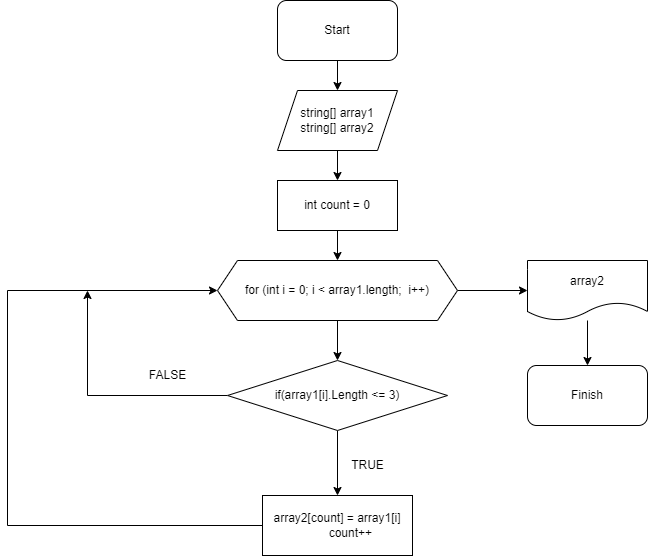 Start
string[] array1
string[] array2
int count = 0
for (int i = 0; i < array1.length;  i++)
array2
FALSE
if(array1[i].Length <= 3)
Finish
TRUE
array2[count] = array1[i]
count++